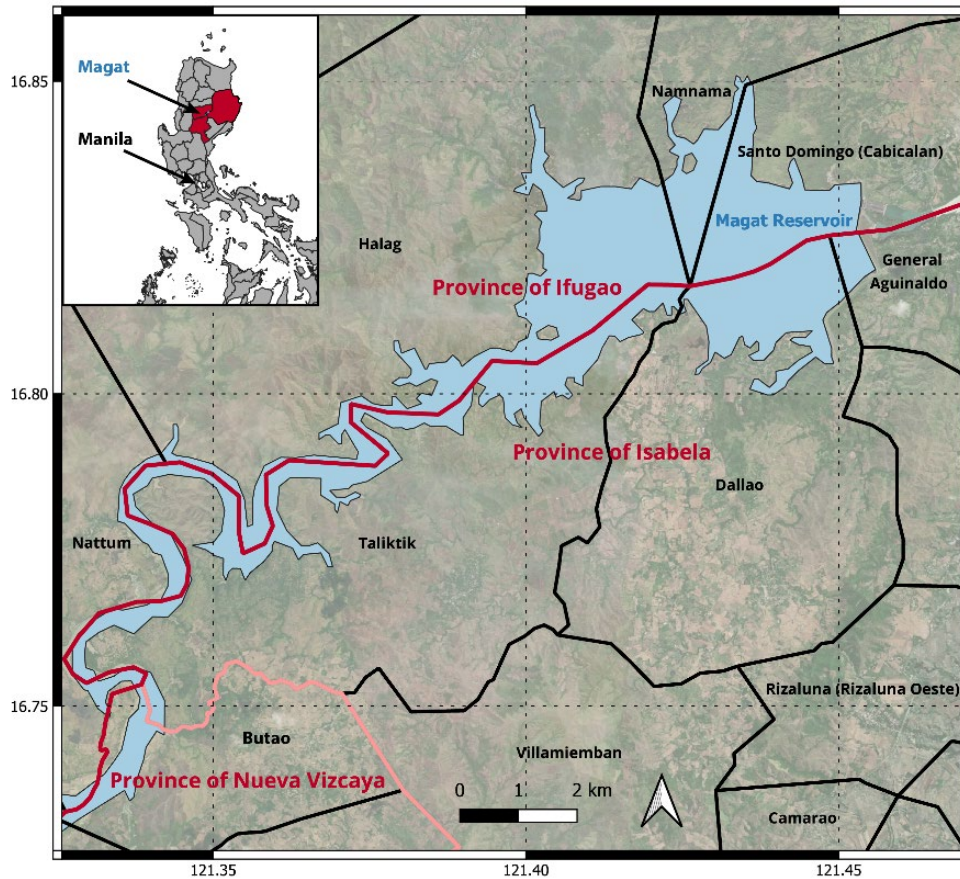 Magat
Manila
16.85
16.80
16.75
Namnama
Santo Domingo (Cabicalan)
Magat Reservoir
Halag
General
Aguinaldo
Province of Ifugao
Province of Isabela
Dallao
Nattum
Taliktik
Rizaluna (Rizaluna Oeste)
Butao
Villamiemban
Province of Nueva Vizcaya
0 1 2 km
Camarao
121.35
121.40
121.45